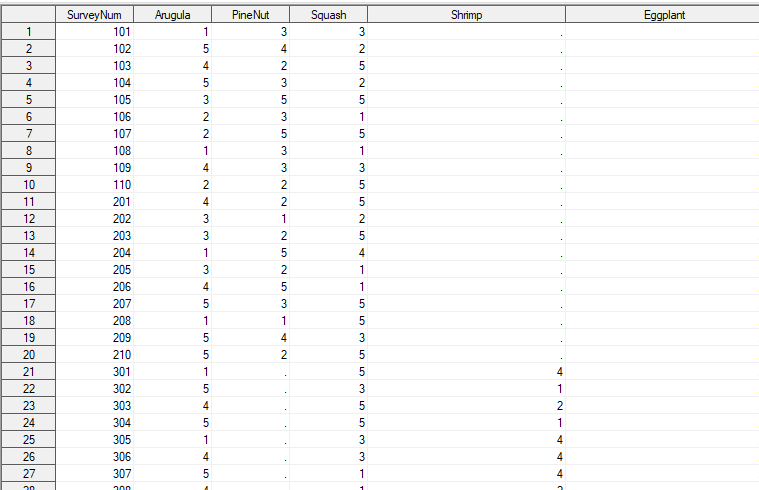 SurveyNum Arugula PineNut Squash Shrimp Eggplant
1 101 1 3 3 .
2 102 5 4 2 .
3 103 4 2 5 .
4 104 5 3 2 .
5 105 3 5 5 .
6 106 2 3 1 .
7 107 2 5 5 .
8 108 1 3 1 .
9 109 4 3 3 .
10 110 2 2 5 .
11 201 4 2 5 .
12 202 3 1 2 .
13 203 3 2 5 .
14 204 1 5 4 .
15 205 3 2 1 .
16 206 4 5 1 .
17 207 5 3 5 .
18 208 1 1 5 .
19 209 5 4 3 .
20 210 5 2 5 .
21 301 1 . 5 4
22 302 5 . 3 1
23 303 4 . 5 2
24 304 5 . 5 1
25 305 1 . 3 4
26 306 4 . 3 4
27 307 5 . 1 4